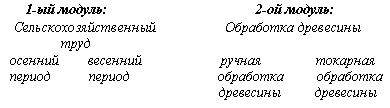 1-ый модуль:
Сельскохозяйственный
труд
осенний весенний
период период
2-ой модуль:
Обработка древесины
ручная токарная
обработка обработка
древесины древесины